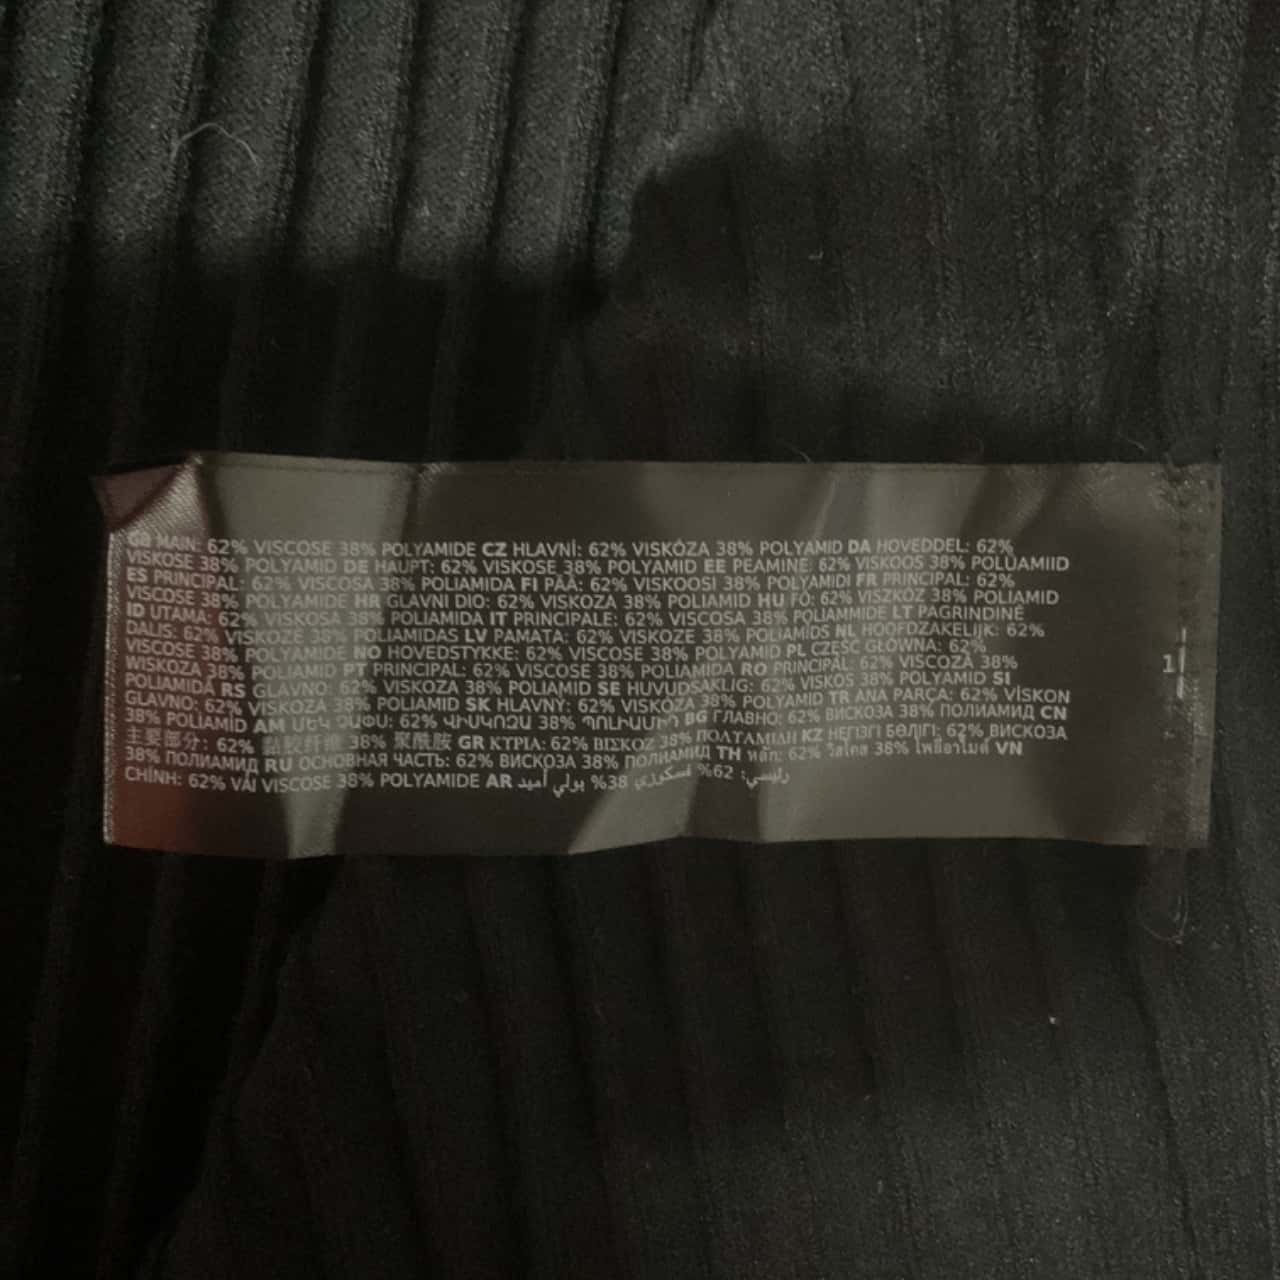 GB MAIN: 62% VISCOSE 38% POLYAMIDE CZ HLAVNÍ: 62% VISKÓZA 38% POLYAMID DA HOVEDDEL: 62%
VISKOSE 38% POLYAMID DE HAUPT: 62% VISKOSE 38% POLYAMID EE PEAMINE: 62% VISKOOS 38% POLÜAMIID
ES PRINCIPAL: 62% VISCOSA 38% POLIAMIDA FI PÄÄ: 62% VISKOOSI 38% POLYAMIDI FR PRINCIPAL: 62%
VISCOSE 38% POLYAMIDE HR GLAVNI DIO: 62% VISKOZA 38% POLIAMID HU FŐ: 62% VISZKÓZ 38% POLYAMID
ID UTAMA: 62% VISKOSA 38% POLIAMIDA IT PRINCIPALE: 62% VISCOSA 38% POLIAMMIDE LT PAGRINDINĖ
DALIS: 62% VISKOZĖ 38% POLIAMIDAS LV PAMATA: 62% VISKOZE 38% POLIAMĪDS NL HOOFDZAKELIJK: 62%
VISCOSE 38% POLYAMIDE NO HOVEDSTYKKE: 62% VISCOSE 38% POLYAMID PL CZĘŚĆ GŁÓWNA: 62%
WISKOZA 38% POLIAMID PT PRINCIPAL: 62% VISCOSE 38% POLIAMIDA RO PRINCIPAL: 62% VISCOZĂ 38%
POLIAMIDĂ RS GLAVNO: 62% VISKOZA 38% POLIAMID SE HUVUDSAKLIG: 62% VISKOS 38% POLYAMID SI
GLAVNO: 62% VISKOZA 38% POLIAMID SK HLAVNÝ: 62% VISKÓZA 38% POLYAMID TR ANA PARÇA: 62% VİSKON
38% POLIAMİD AM ՄԵԿ ՉԱՓՍ: 62% ՎԻՍԿՈԶԱ 38% ՊՈԼԻԱՄԻԴ BG ГЛАВНО: 62% ВИСКОЗА 38% ПОЛИАМИД CN
主要部分: 62% 黏胶纤维 38% 聚酰胺 GR ΚΥΡΙΑ: 62% ΒΙΣΚΟΖ 38% ΠΟΛΥΑΜΙΔΗ KZ НЕГІЗГІ БӨЛІГІ: 62% ВИСКОЗА
38% ПОЛИАМИД RU ОСНОВНАЯ ЧАСТЬ: 62% ВИСКОЗА 38% ПОЛИАМИД TH หลัก: 62% วิสโคส 38% โพลีอาไมด์ VN
CHÍNH: 62% VẢI VISCOSE 38% POLYAMIDE AR رئيسي: 62% فسكوزي 38% بولي أميد
1